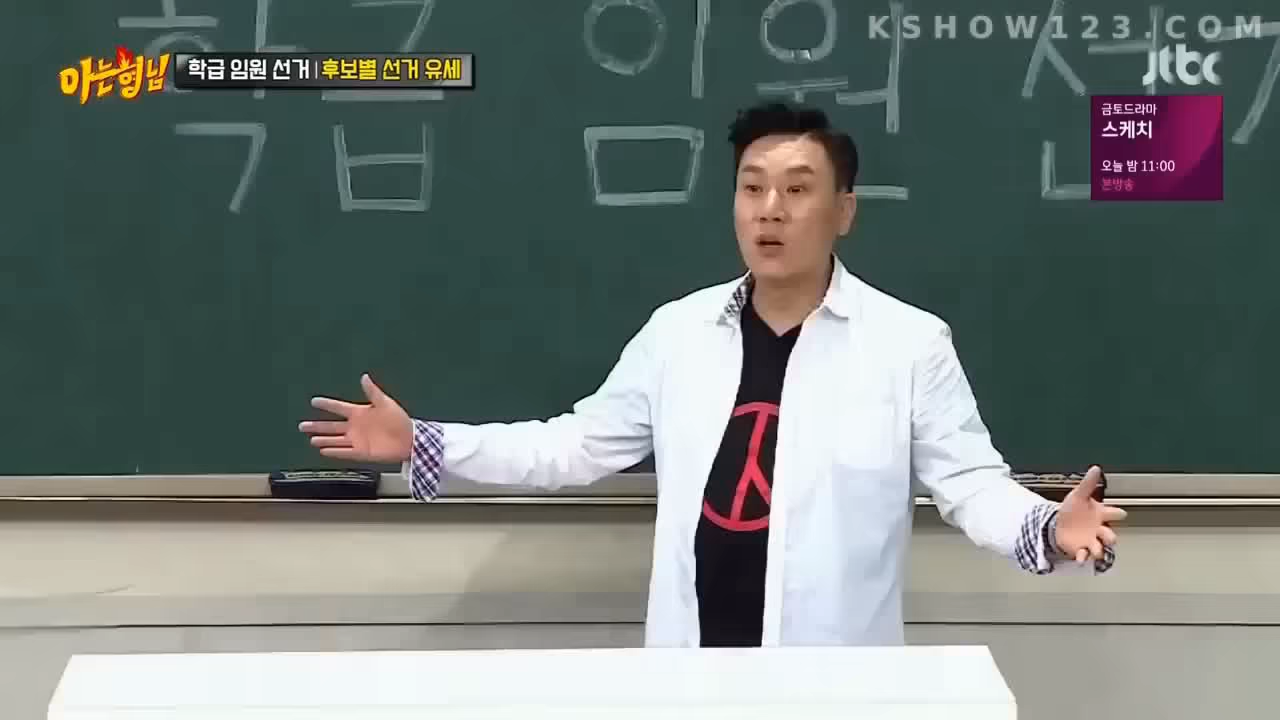 KSHOW123.COM
아는형님
학급 임원 선거 | 후보별 선거 유세
jtbc
금토드라마
스케치
오늘 밤 11:00
본방송
학급 임원 선